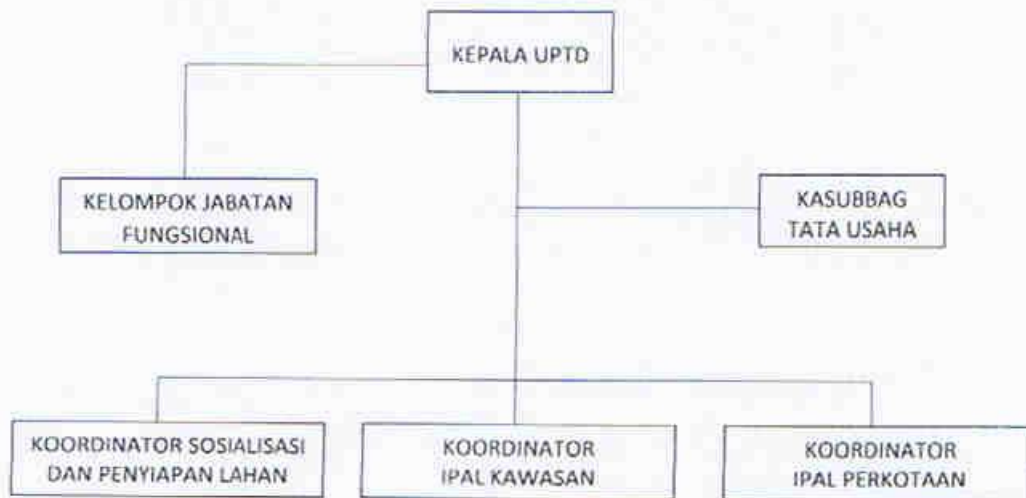 KEPALA UPTD
KELOMPOK JABATAN
FUNGSIONAL
KASUBBAG
TATA USAHA
KOORDINATOR SOSIALISASI
DAN PENYIAPAN LAHAN
KOORDINATOR
IPAL KAWASAN
KOORDINATOR
IPAL PERKOTAAN